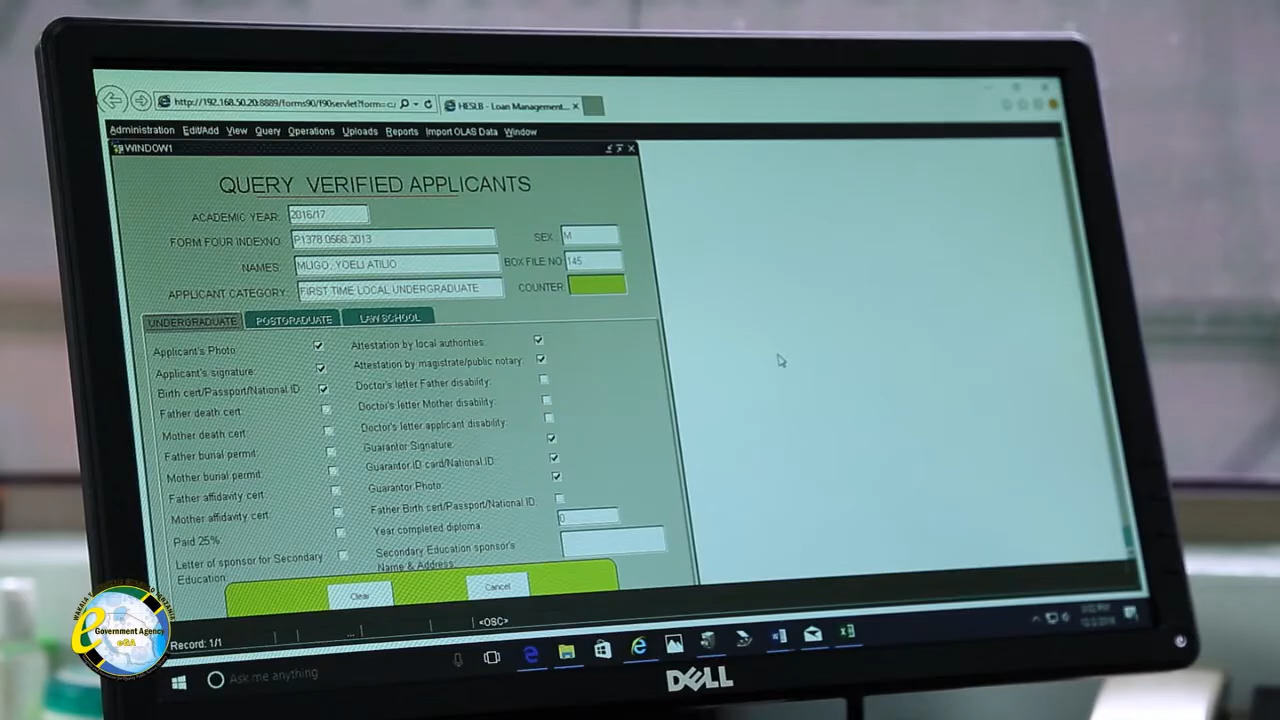 http://192.168.50.20:8889/forms90/f90servlet?form=c:/
HESLB - Loan Management...
Administration Edit/Add View Query Operations Uploads Reports Import OLAS Data Window
WINDOW1
QUERY VERIFIED APPLICANTS
ACADEMIC YEAR: 2016/17
FORM FOUR INDEXNO: P1378.0568.2013 SEX: M
NAMES: MLIGO, YOELI ATILIO BOX FILE NO 145
APPLICANT CATEGORY: FIRST TIME LOCAL UNDERGRADUATE COUNTER:
UNDERGRADUATE POSTGRADUATE LAW SCHOOL
Applicant's Photo: Attestation by local authorities:
Applicant's signature: Attestation by magistrate/public notary:
Birth cert/Passport/National ID Doctor's letter Father disability:
Father death cert: Doctor's letter Mother disability:
Mother death cert: Doctor's letter applicant disability:
Father burial permit: Guarantor Signature:
Mother burial permit: Guarantor ID card/National ID:
Father affidavity cert: Guarantor Photo:
Mother affidavity cert: Father Birth cert/Passport/National ID:
Paid 25%: Year completed diploma: 0
Letter of sponsor for Secondary Education Secondary Education sponsor's
Name & Address:
Clear Cancel
Record: 1/1 ... <OSC>
Ask me anything
DELL
e Government Agency
eGA